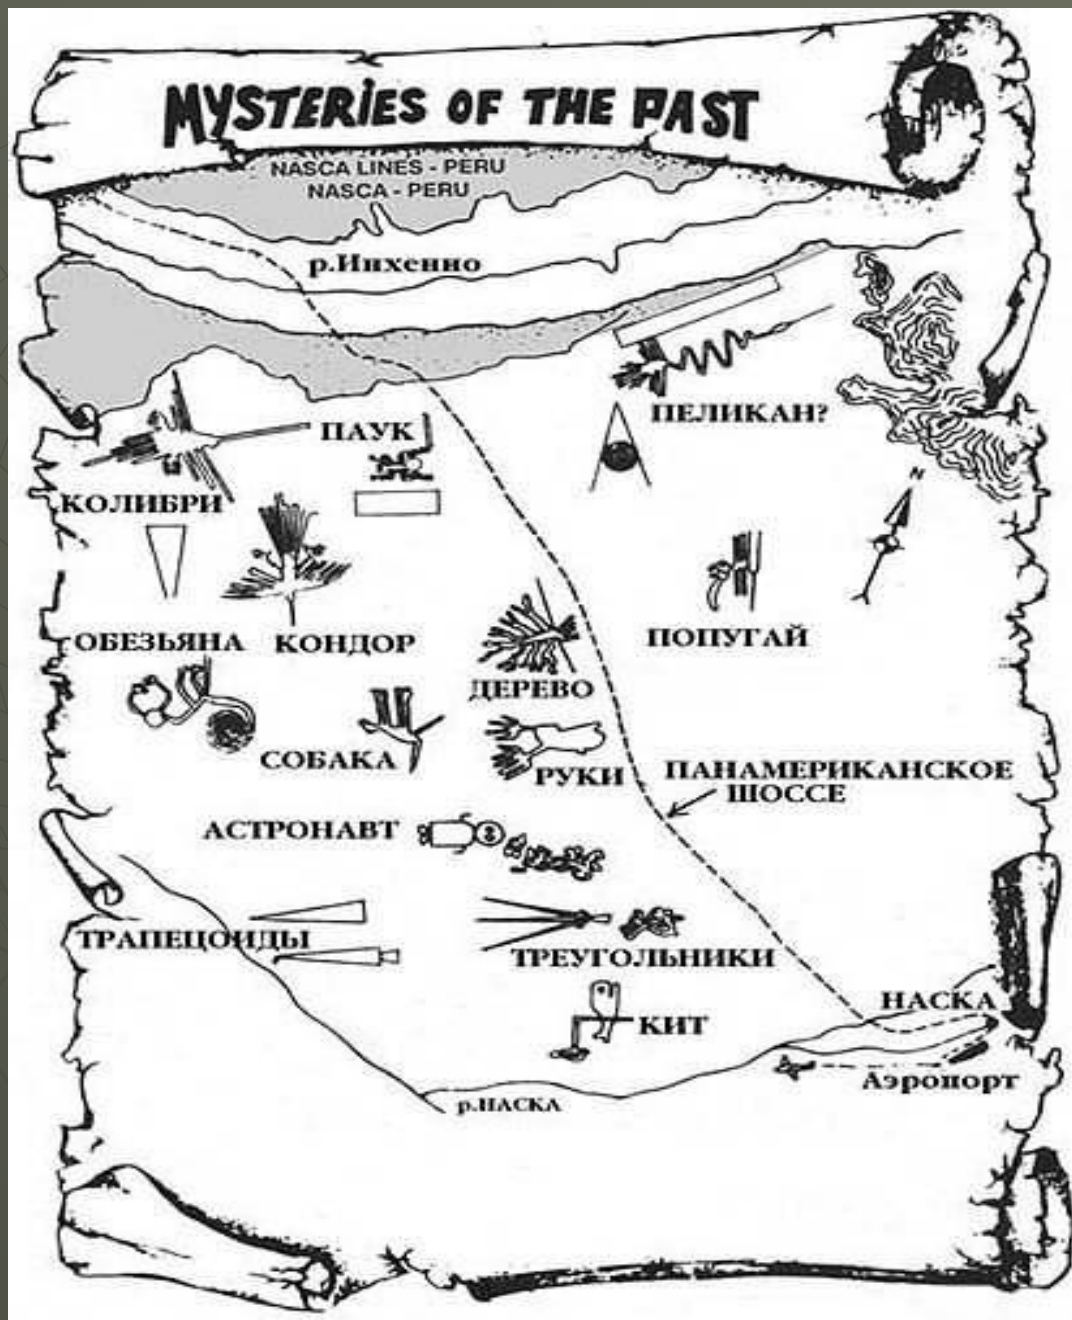 MYSTERIES OF THE PAST
NASCA LINES - PERU
NASCA - PERU
р.Инхенно
ПЕЛИКАН?
ПАУК
КОЛИБРИ
N
ОБЕЗЬЯНА
КОНДОР
ПОПУГАЙ
ДЕРЕВО
СОБАКА
РУКИ
ПАНАМЕРИКАНСКОЕ
ШОССЕ
АСТРОНАВТ
ТРАПЕЦОИДЫ
ТРЕУГОЛЬНИКИ
НАСКА
КИТ
Аэропорт
р.НАСКА